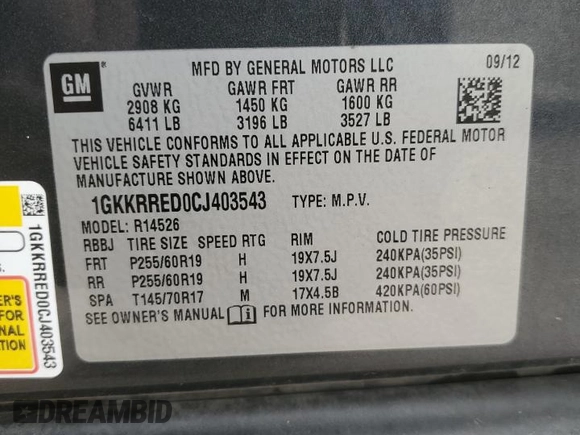 GM
®
MFD BY GENERAL MOTORS LLC
09/12
GVWR GAWR FRT GAWR RR
2908 KG 1450 KG 1600 KG
6411 LB 3196 LB 3527 LB
THIS VEHICLE CONFORMS TO ALL APPLICABLE U.S. FEDERAL MOTOR
VEHICLE SAFETY STANDARDS IN EFFECT ON THE DATE OF
MANUFACTURE SHOWN ABOVE.
1GKKRRED0CJ403543 TYPE: M.P.V.
MODEL: R14526
RBBJ TIRE SIZE SPEED RTG RIM COLD TIRE PRESSURE
FRT P255/60R19 H 19X7.5J 240KPA(35PSI)
RR P255/60R19 H 19X7.5J 240KPA(35PSI)
SPA T145/70R17 M 17X4.5B 420KPA(60PSI)
SEE OWNER'S MANUAL i FOR MORE INFORMATION.
1GKKRRED0CJ403543
S.
ER'S
FOR
NAL
ATION
DREAMBID